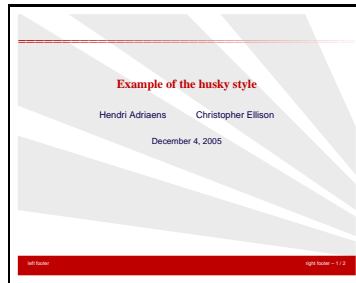 Example of the husky style
Hendri Adriaens Christopher Ellison
December 4, 2005
left footer right footer – 1 / 2